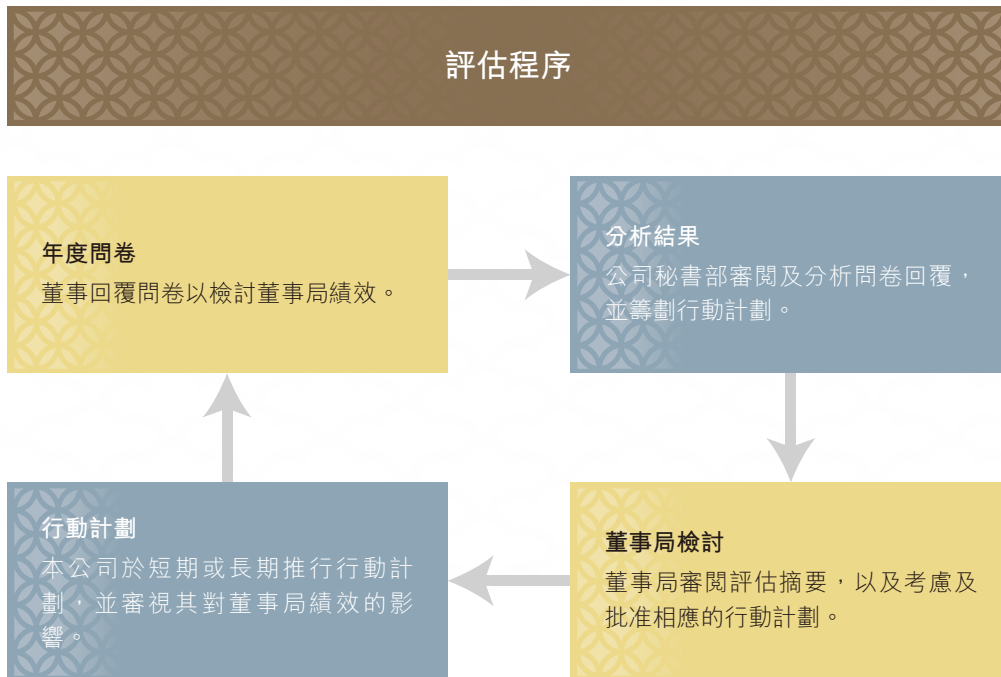 評估程序
年度問卷
董事回覆問卷以檢討董事局績效。
分析結果
公司秘書部審閱及分析問卷回覆，
並籌劃行動計劃。
董事局檢討
董事局審閱評估摘要，以及考慮及
批准相應的行動計劃。
行動計劃
本公司於短期或長期推行行動計
劃，並審視其對董事局績效的影
響。